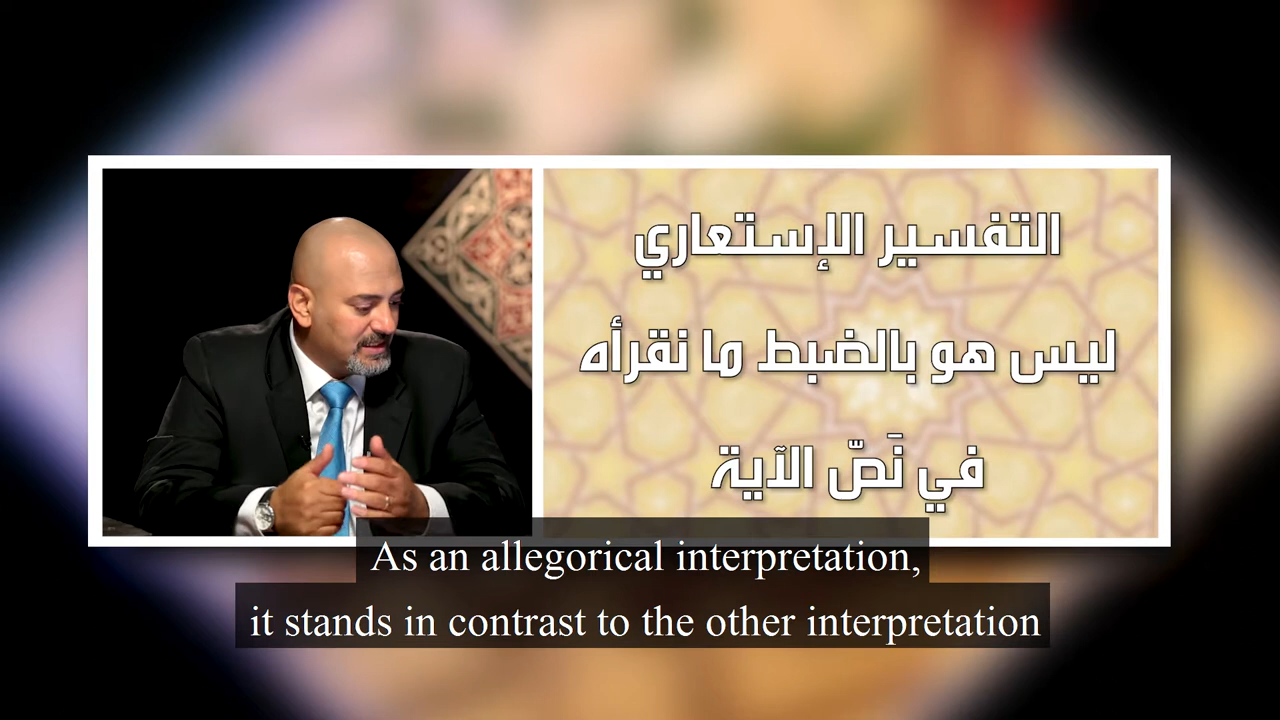 التفسير الإستعاري
ليس هو بالضبط ما نقرأه
في نَصّ الآية
As an allegorical interpretation,
it stands in contrast to the other interpretation